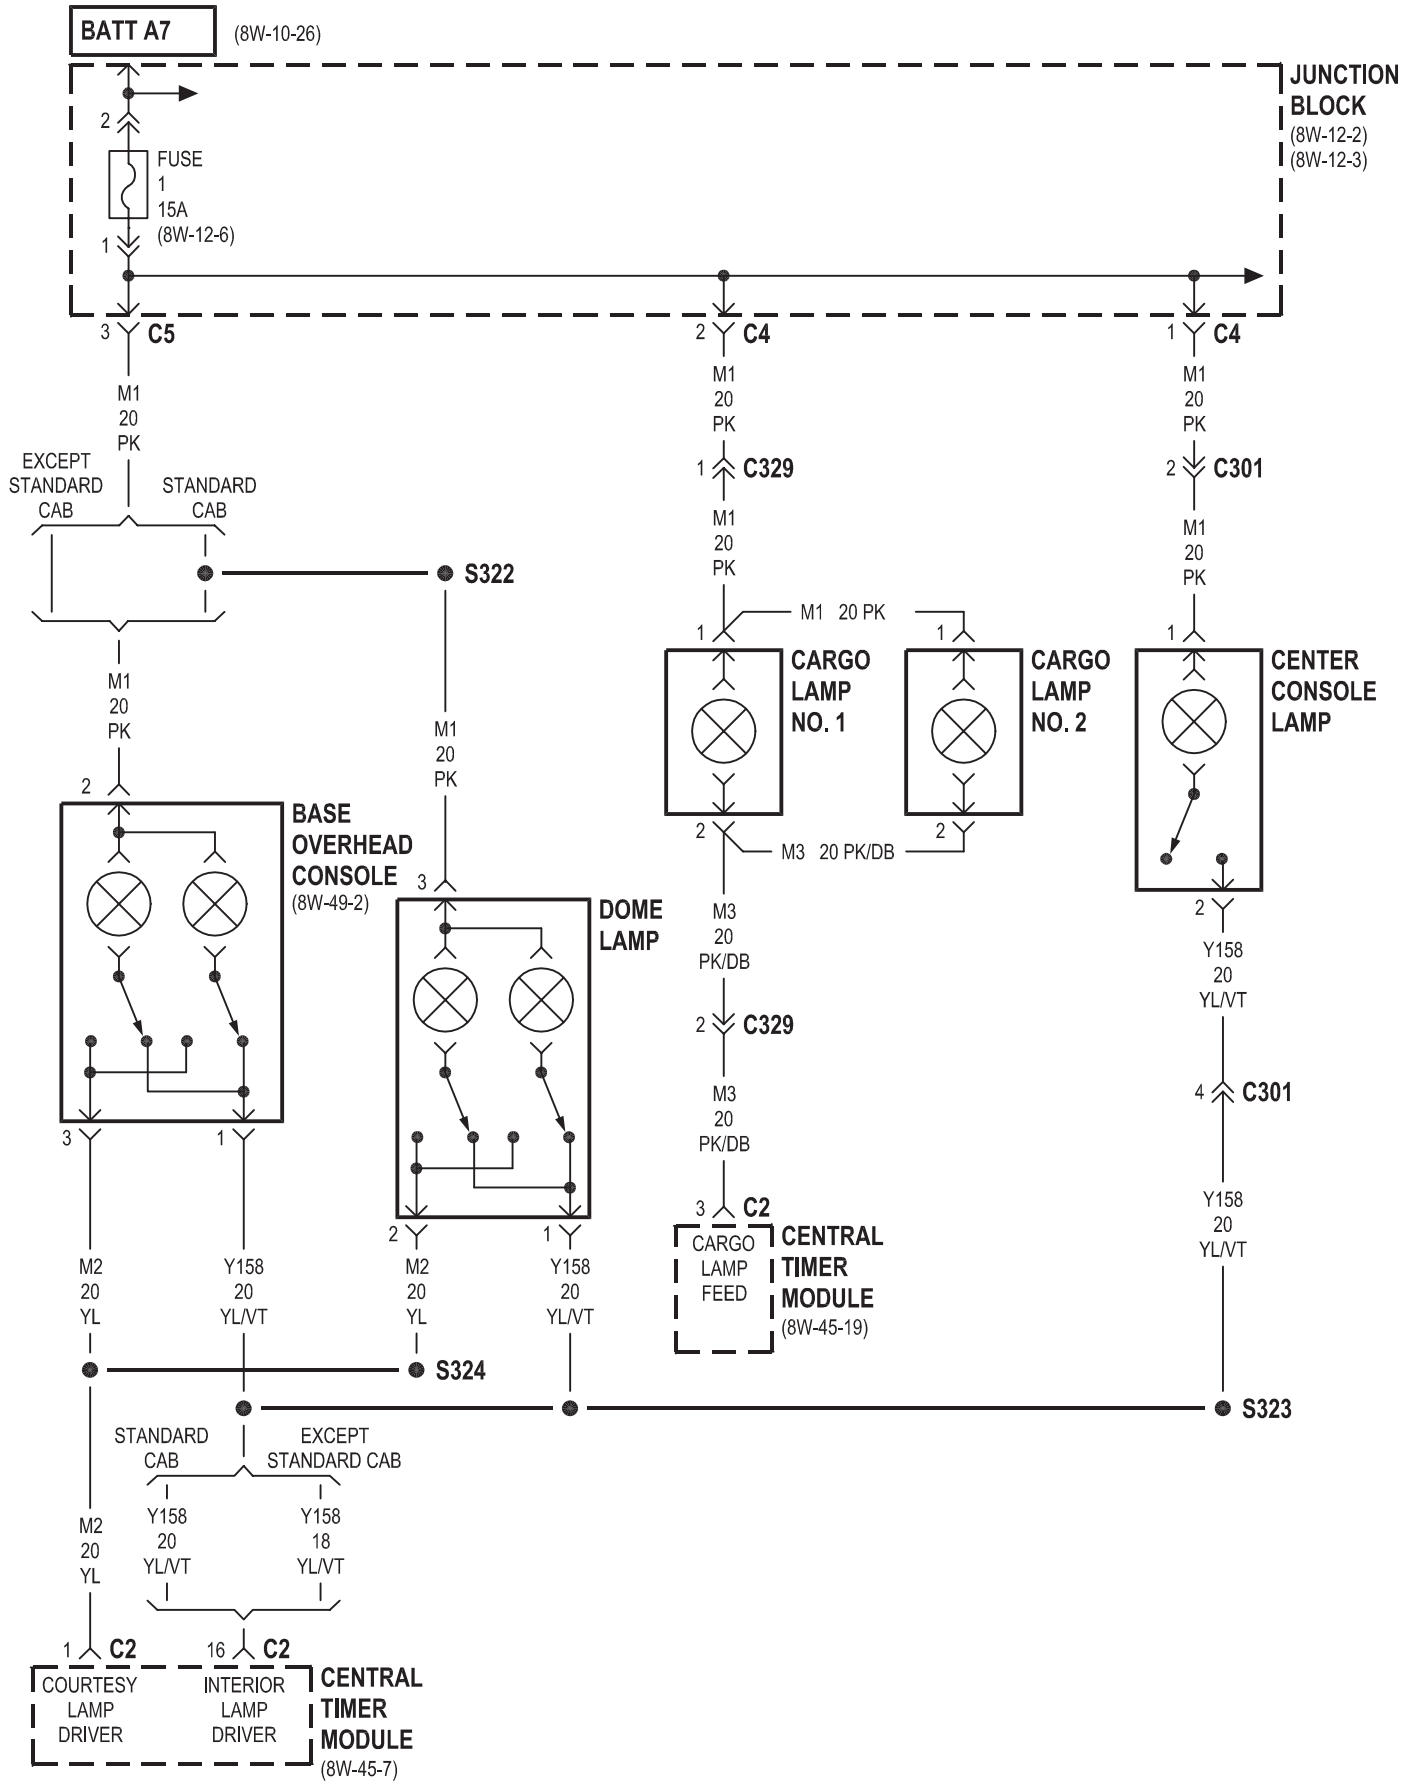 BATT A7
(8W-10-26)
JUNCTION
BLOCK
(8W-12-2)
(8W-12-3)
2
FUSE
1
15A
(8W-12-6)
1
3
C5
2
C4
1
C4
M1
20
PK
M1
20
PK
M1
20
PK
EXCEPT
STANDARD
CAB
STANDARD
CAB
1
C329
2
C301
M1
20
PK
M1
20
PK
S322
M1 20 PK
1
1
1
CARGO
LAMP
NO. 1
CARGO
LAMP
NO. 2
CENTER
CONSOLE
LAMP
M1
20
PK
M1
20
PK
2
BASE
OVERHEAD
CONSOLE
(8W-49-2)
2
2
M3 20 PK/DB
3
DOME
LAMP
2
M3
20
PK/DB
Y158
20
YL/VT
2
C329
4
C301
M3
20
PK/DB
3
1
3
C2
CARGO
LAMP
FEED
CENTRAL
TIMER
MODULE
(8W-45-19)
Y158
20
YL/VT
2
1
M2
20
YL
Y158
20
YL/VT
M2
20
YL
Y158
20
YL/VT
S324
S323
STANDARD
CAB
EXCEPT
STANDARD CAB
M2
20
YL
Y158
20
YL/VT
Y158
18
YL/VT
1
C2
16
C2
COURTESY
LAMP
DRIVER
INTERIOR
LAMP
DRIVER
CENTRAL
TIMER
MODULE
(8W-45-7)